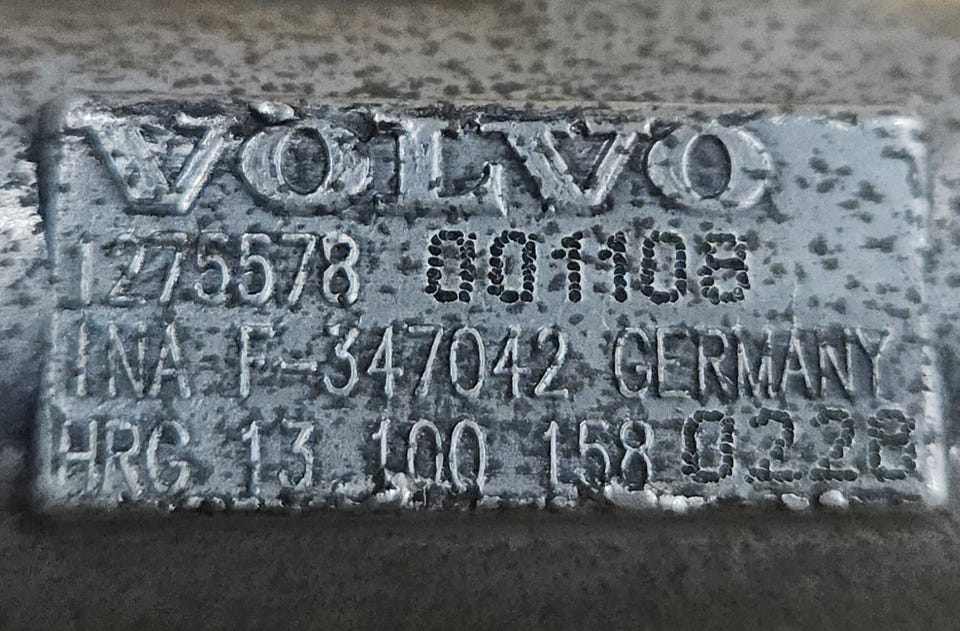 VOLVO
1275578 001108
INA F-347042 GERMANY
HRG 13 100 158 0228